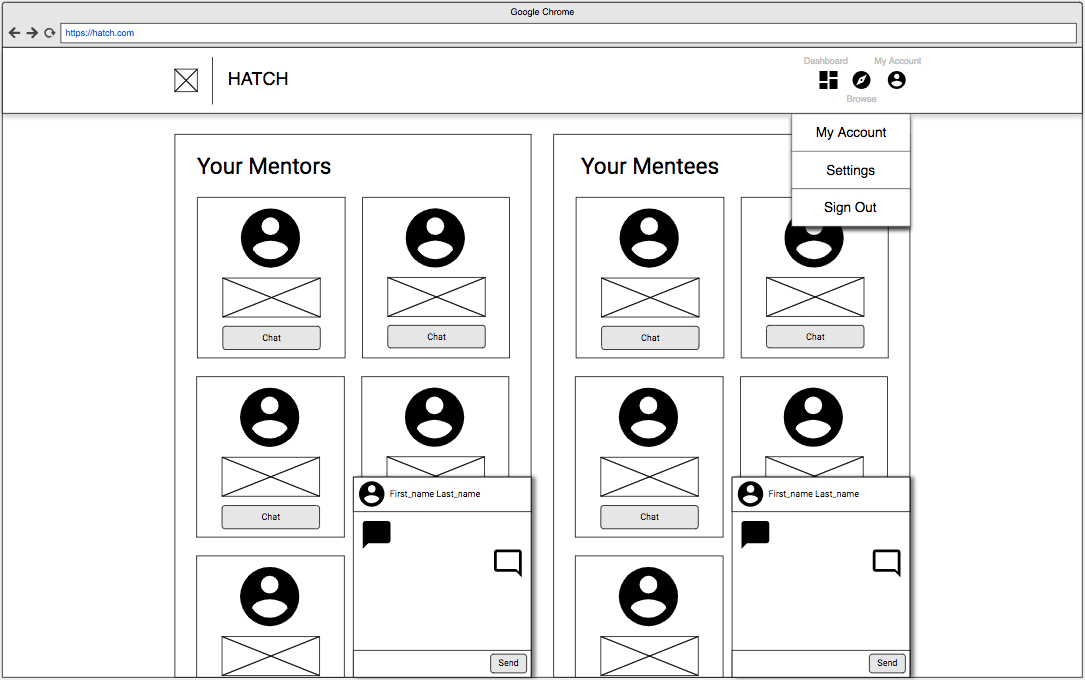 Google Chrome
https://hatch.com
HATCH
Dashboard
My Account
Browse
My Account
Settings
Sign Out
Your Mentors
Chat
Chat
Chat
First_name Last_name
Send
Your Mentees
Chat
Chat
Chat
First_name Last_name
Send